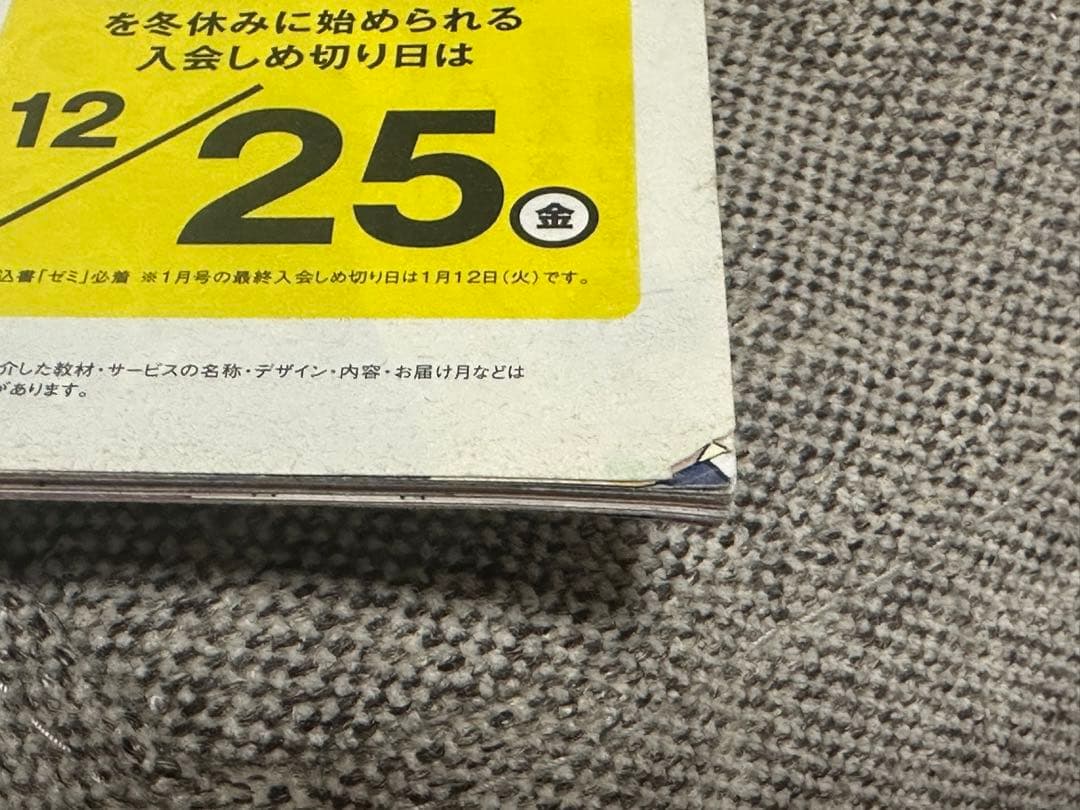 を冬休みに始められる
入会しめ切り日は
12/25金
込書「ゼミ」必着 ※1月号の最終入会しめ切り日は1月12日(火)です。
介した教材・サービスの名称・デザイン・内容・お届け月などは
があります。